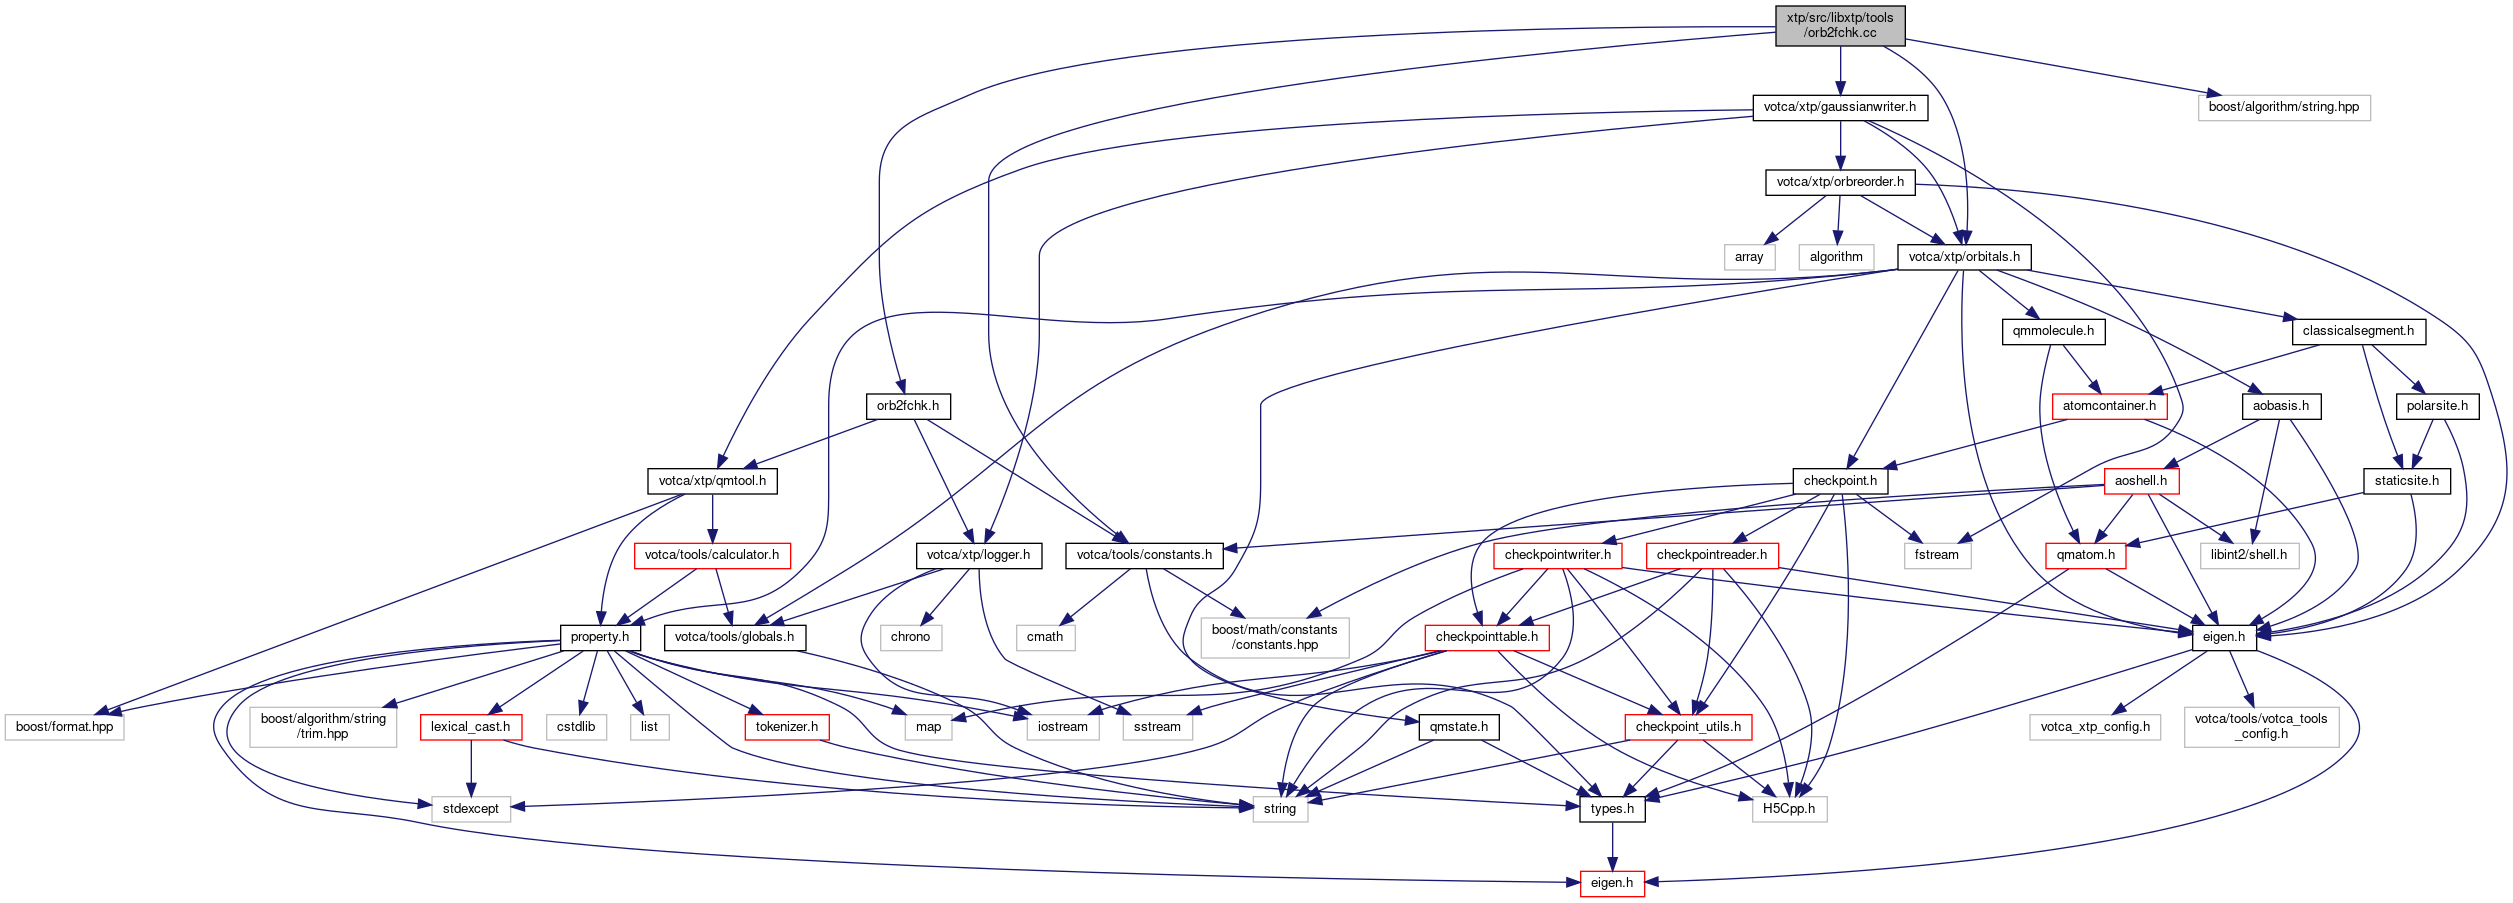 xtp/src/libxtp/tools
/orb2fchk.cc
votca/xtp/gaussianwriter.h
boost/algorithm/string.hpp
votca/xtp/orbreorder.h
array
algorithm
votca/xtp/orbitals.h
qmmolecule.h
classicalsegment.h
orb2fchk.h
atomcontainer.h
aobasis.h
polarsite.h
votca/xtp/qmtool.h
checkpoint.h
aoshell.h
staticsite.h
votca/tools/calculator.h
votca/xtp/logger.h
votca/tools/constants.h
checkpointwriter.h
checkpointreader.h
fstream
qmatom.h
libint2/shell.h
property.h
votca/tools/globals.h
chrono
cmath
boost/math/constants
/constants.hpp
checkpointtable.h
eigen.h
boost/format.hpp
boost/algorithm/string
/trim.hpp
lexical_cast.h
cstdlib
list
tokenizer.h
map
iostream
sstream
qmstate.h
checkpoint_utils.h
votca_xtp_config.h
votca/tools/votca_tools
_config.h
stdexcept
string
types.h
H5Cpp.h
eigen.h